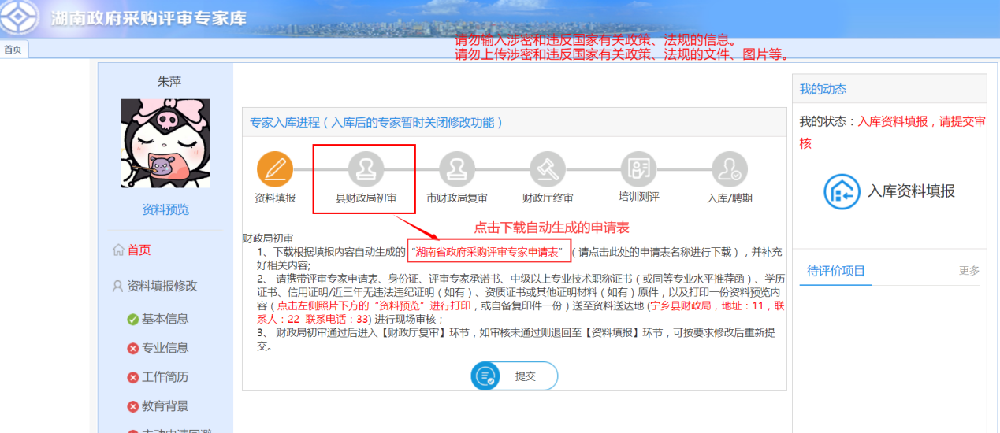 湖南政府采购评审专家库
请勿输入涉密和违反国家有关政策、法规的信息。
请勿上传涉密和违反国家有关政策、法规的文件、图片等。
首页
朱萍
资料预览
首页
资料填报修改
基本信息
专业信息
工作简历
教育背景
主动申请回避
专家入库进程（入库后的专家暂时关闭修改功能）
资料填报
县财政局初审
市财政局复审
财政厅终审
培训测评
入库/聘期
点击下载自动生成的申请表
财政局初审
1、下载根据填报内容自动生成的“湖南省政府采购评审专家申请表”（请点击此处的申请表名称进行下载），并补充
好相关内容;
2、 请携带评审专家申请表、身份证、评审专家承诺书、中级以上专业技术职称证书（或同等专业水平推荐函）、学历
证书、信用证明/近三年无违法违纪证明（如有）、资质证书或其他证明材料（如有）原件，以及打印一份资料预览内
容（点击左侧照片下方的“资料预览”进行打印，或自备复印件一份）送至资料送达地 (宁乡县财政局，地址：11，联
系人：22 联系电话：33) 进行现场审核；
3、 财政局初审通过后进入【财政厅复审】环节，如审核未通过则退回至【资料填报】环节，可按要求修改后重新提
交。
提交
我的动态
我的状态：入库资料填报，请提交审
核
入库资料填报
待评价项目 更多